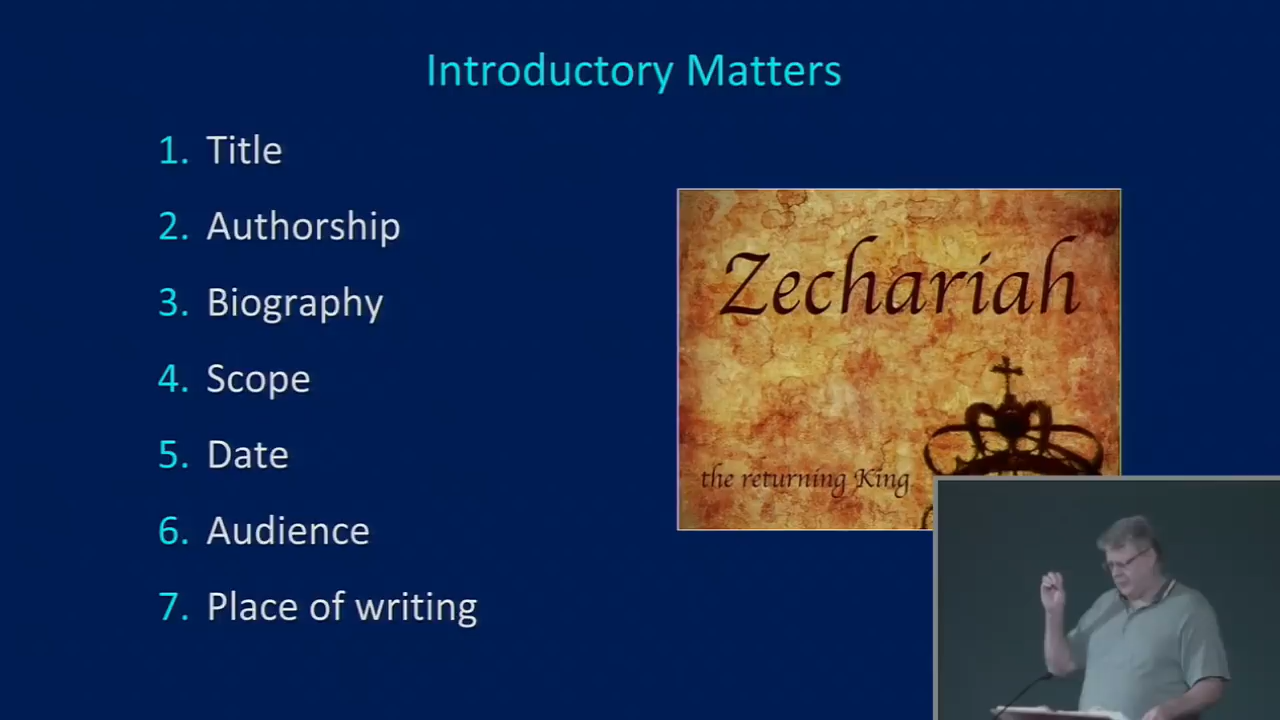 Introductory Matters
1. Title
2. Authorship
3. Biography
4. Scope
5. Date
6. Audience
7. Place of writing
Zechariah
the returning King